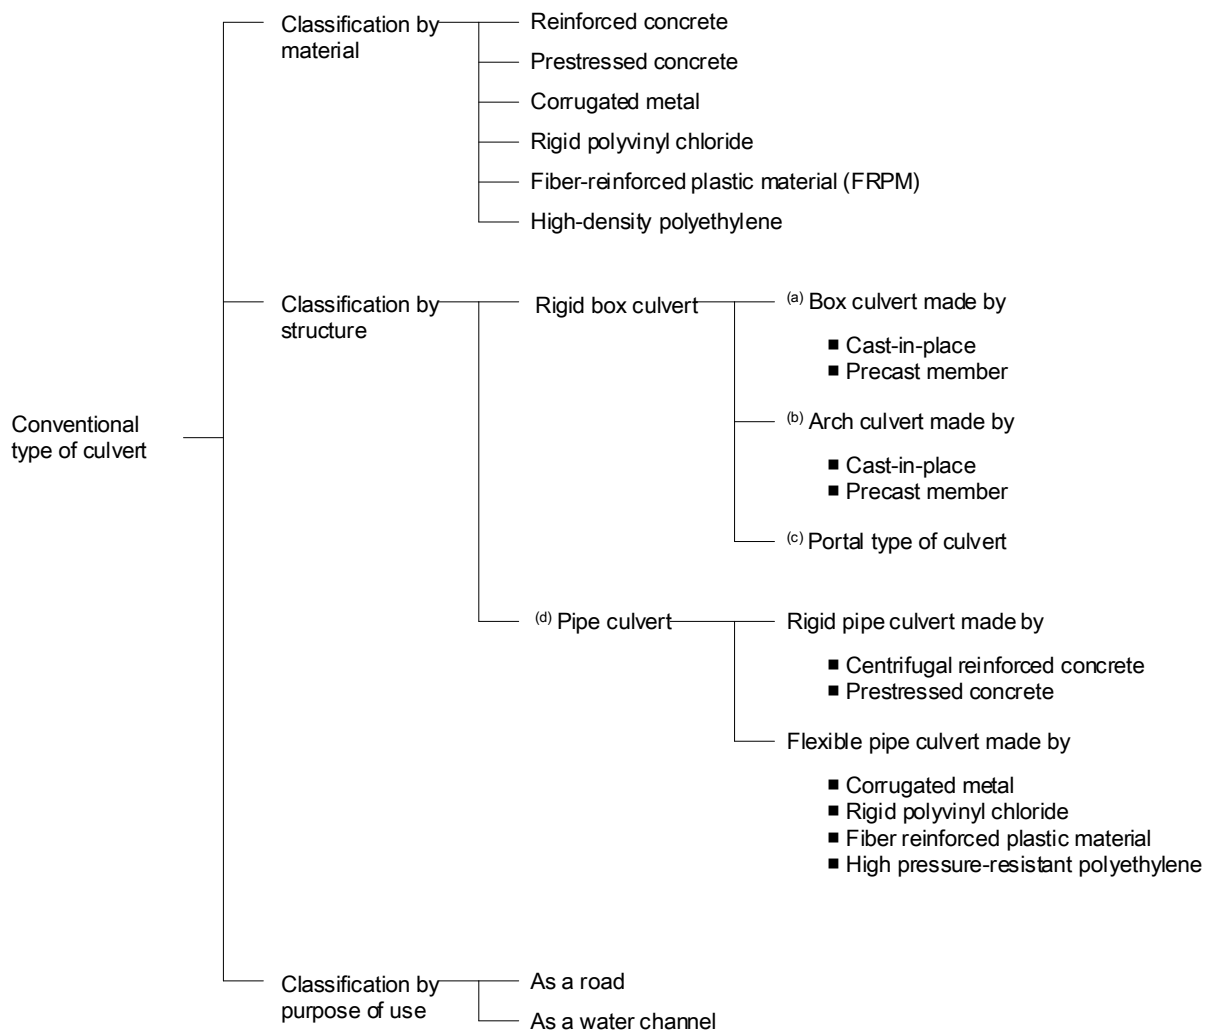 Classification by
material
Reinforced concrete
Prestressed concrete
Corrugated metal
Rigid polyvinyl chloride
Fiber-reinforced plastic material (FRPM)
High-density polyethylene
Conventional
type of culvert
Classification by
structure
Rigid box culvert
(a) Box culvert made by
■ Cast-in-place
■ Precast member
(b) Arch culvert made by
■ Cast-in-place
■ Precast member
(c) Portal type of culvert
(d) Pipe culvert
Rigid pipe culvert made by
■ Centrifugal reinforced concrete
■ Prestressed concrete
Flexible pipe culvert made by
■ Corrugated metal
■ Rigid polyvinyl chloride
■ Fiber reinforced plastic material
■ High pressure-resistant polyethylene
Classification by
purpose of use
As a road
As a water channel